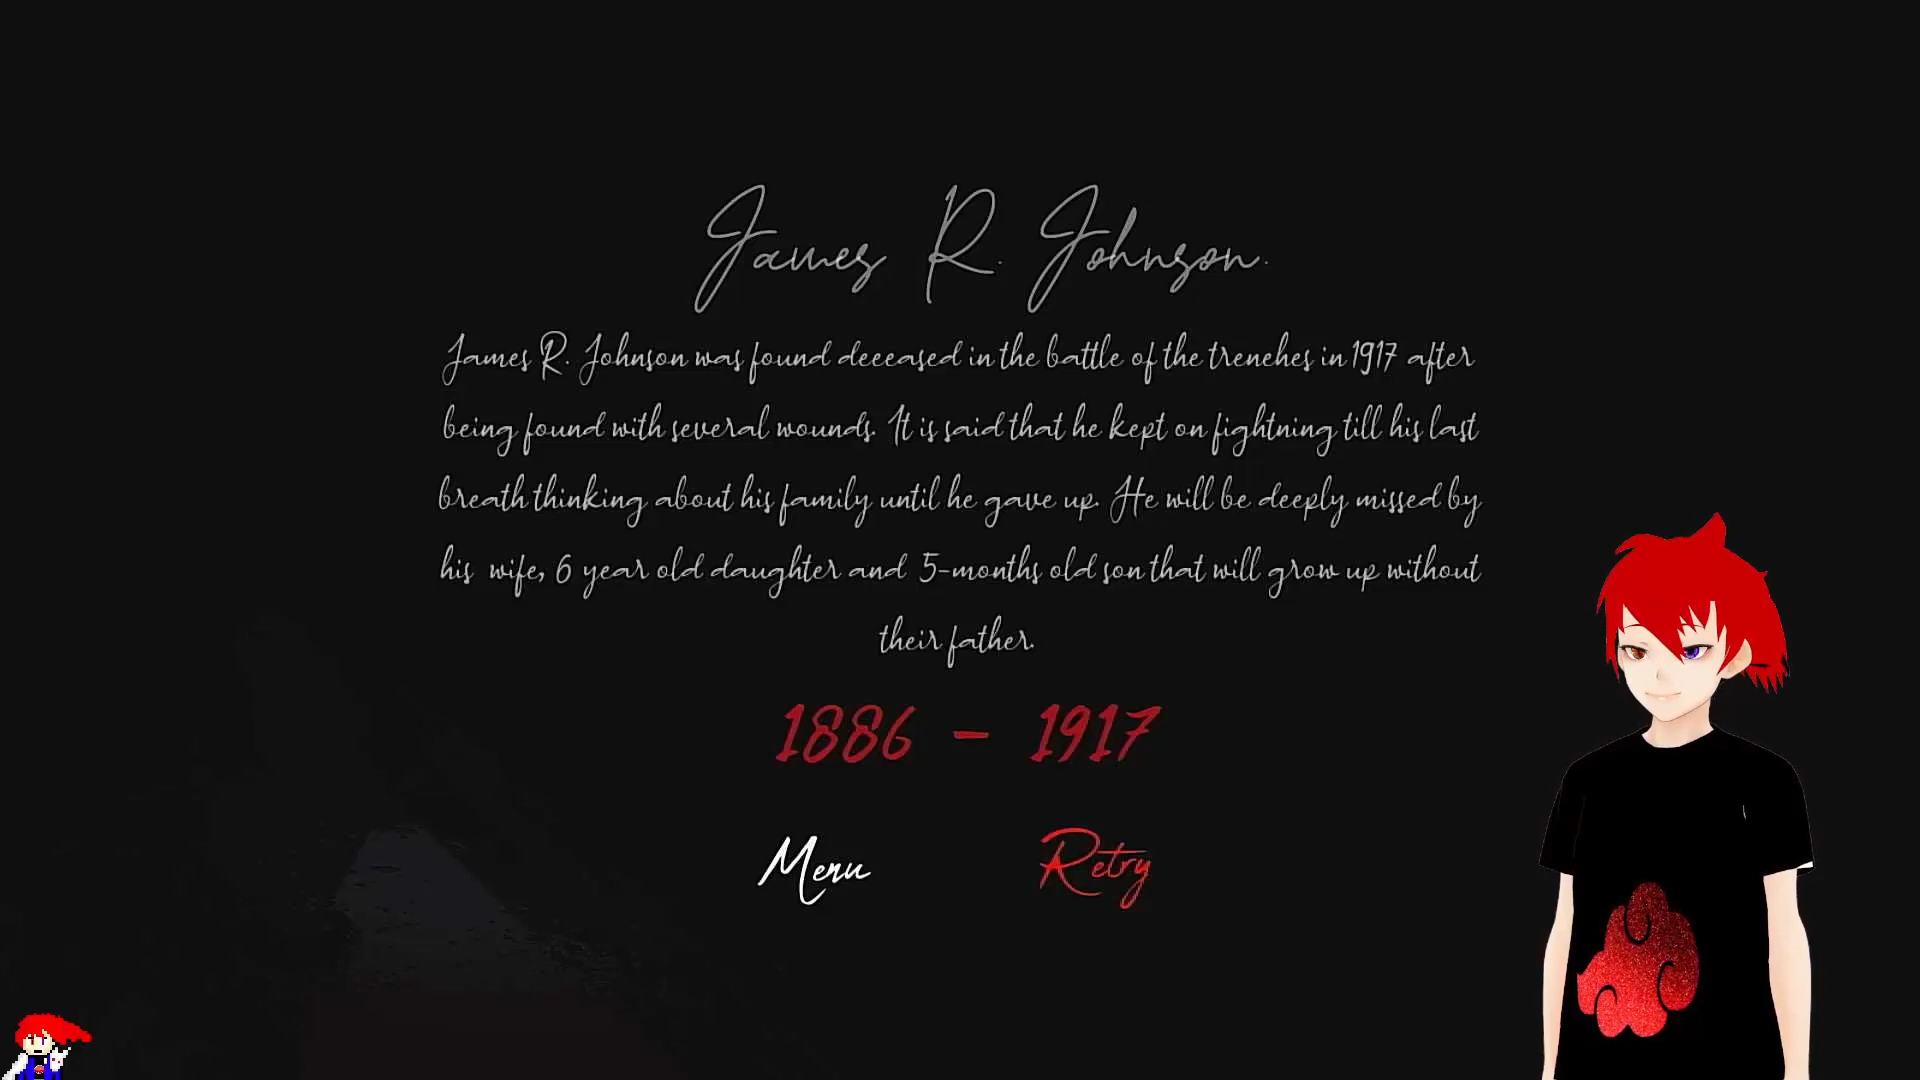 James R. Johnson.
James R. Johnson was found deceased in the battle of the trenches in 1917 after
being found with several wounds. It is said that he kept on fightning till his last
breath thinking about his family until he gave up. He will be deeply missed by
his wife, 6 year old daughter and 5-months old son that will grow up without
their father.
1886 - 1917
Menu Retry